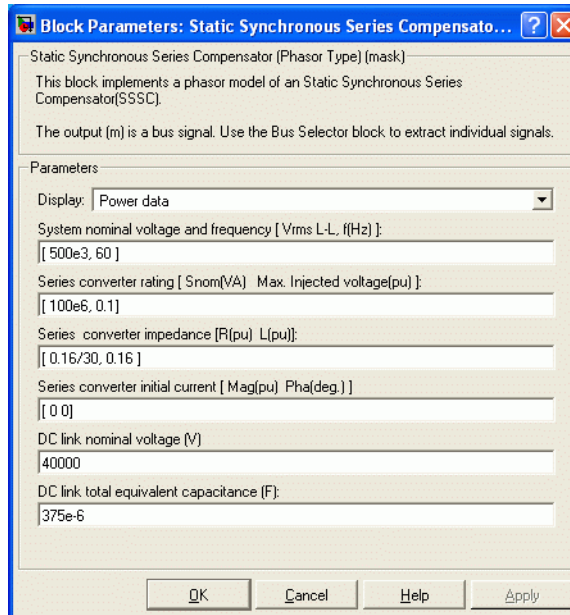 Block Parameters: Static Synchronous Series Compensato...
Static Synchronous Series Compensator (Phasor Type) (mask)
This block implements a phasor model of an Static Synchronous Series
Compensator(SSSC).
The output (m) is a bus signal. Use the Bus Selector block to extract individual signals.
Parameters
Display: Power data
System nominal voltage and frequency [ Vrms L-L, f(Hz) ]:
[ 500e3, 60 ]
Series converter rating [ Snom(VA) Max. Injected voltage(pu) ]:
[ 100e6, 0.1]
Series converter impedance [R(pu) L(pu)]:
[ 0.16/30, 0.16 ]
Series converter initial current [ Mag(pu) Pha(deg.) ]
[ 0 0]
DC link nominal voltage (V)
40000
DC link total equivalent capacitance (F):
375e-6
OK Cancel Help Apply